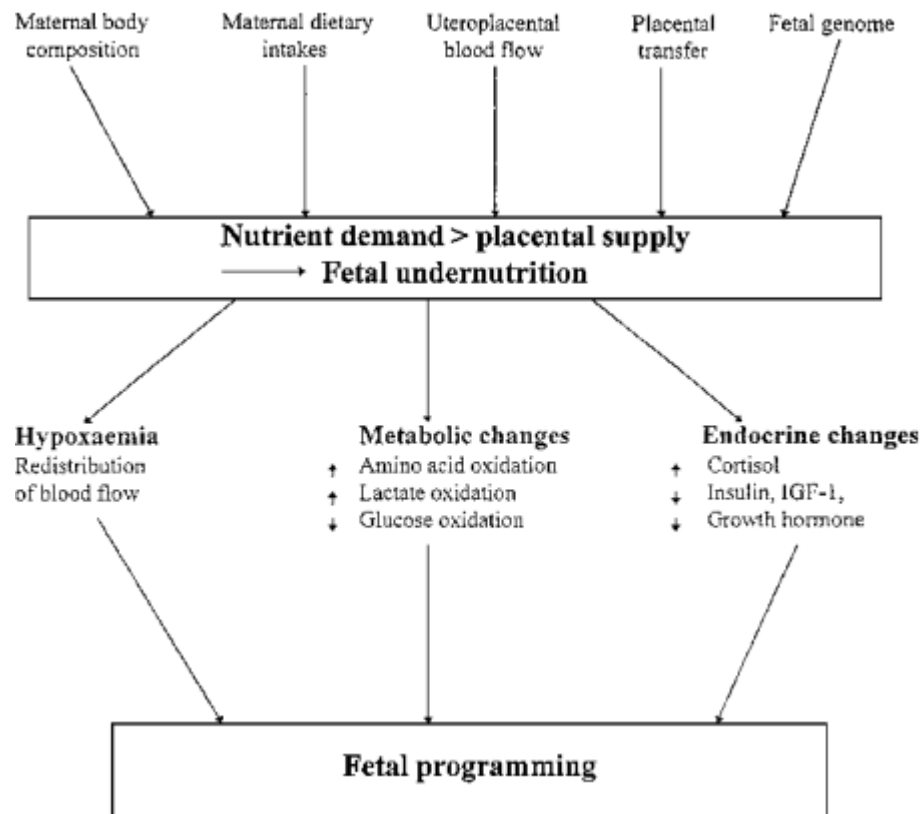 Maternal body
composition
Maternal dietary
intakes
Uteroplacental
blood flow
Placental
transfer
Fetal genome
Nutrient demand > placental supply
⟶ Fetal undernutrition
Hypoxaemia
Redistribution
of blood flow
Metabolic changes
↑ Amino acid oxidation
↑ Lactate oxidation
↓ Glucose oxidation
Endocrine changes
↑ Cortisol
↓ Insulin, IGF-1,
↓ Growth hormone
Fetal programming